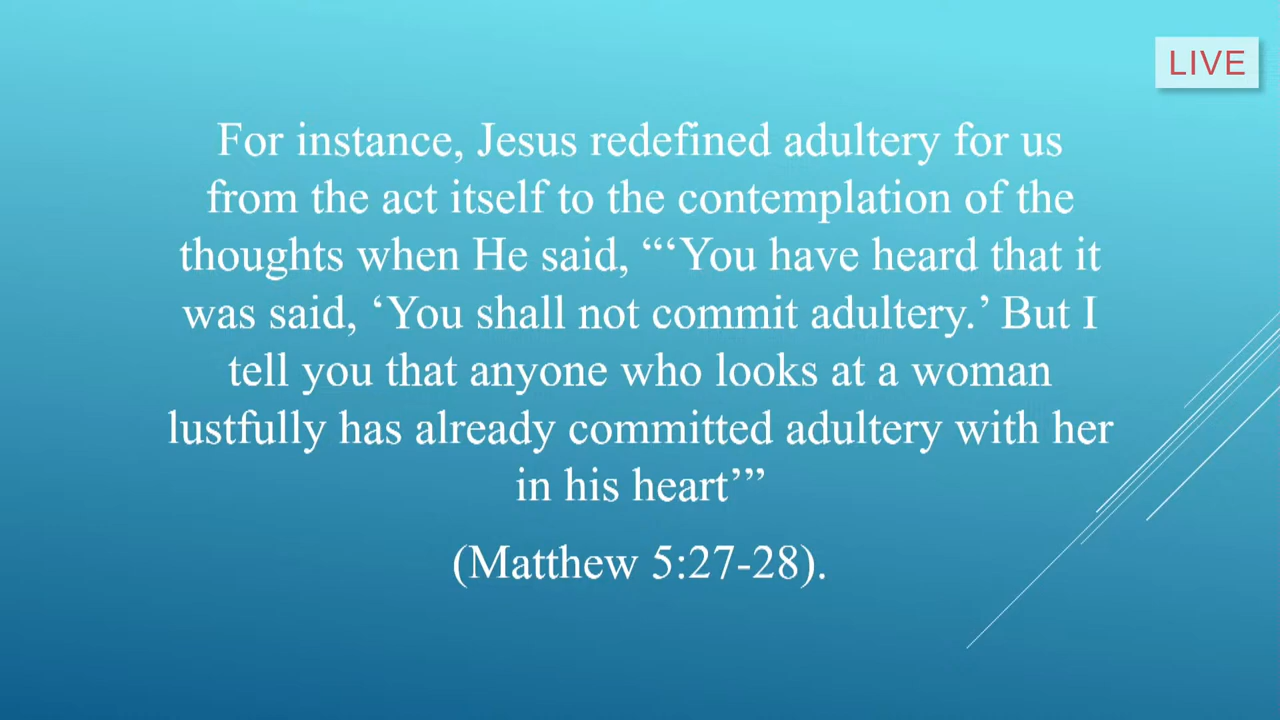 LIVE
For instance, Jesus redefined adultery for us
from the act itself to the contemplation of the
thoughts when He said, “‘You have heard that it
was said, ‘You shall not commit adultery.’ But I
tell you that anyone who looks at a woman
lustfully has already committed adultery with her
in his heart’”
(Matthew 5:27-28).